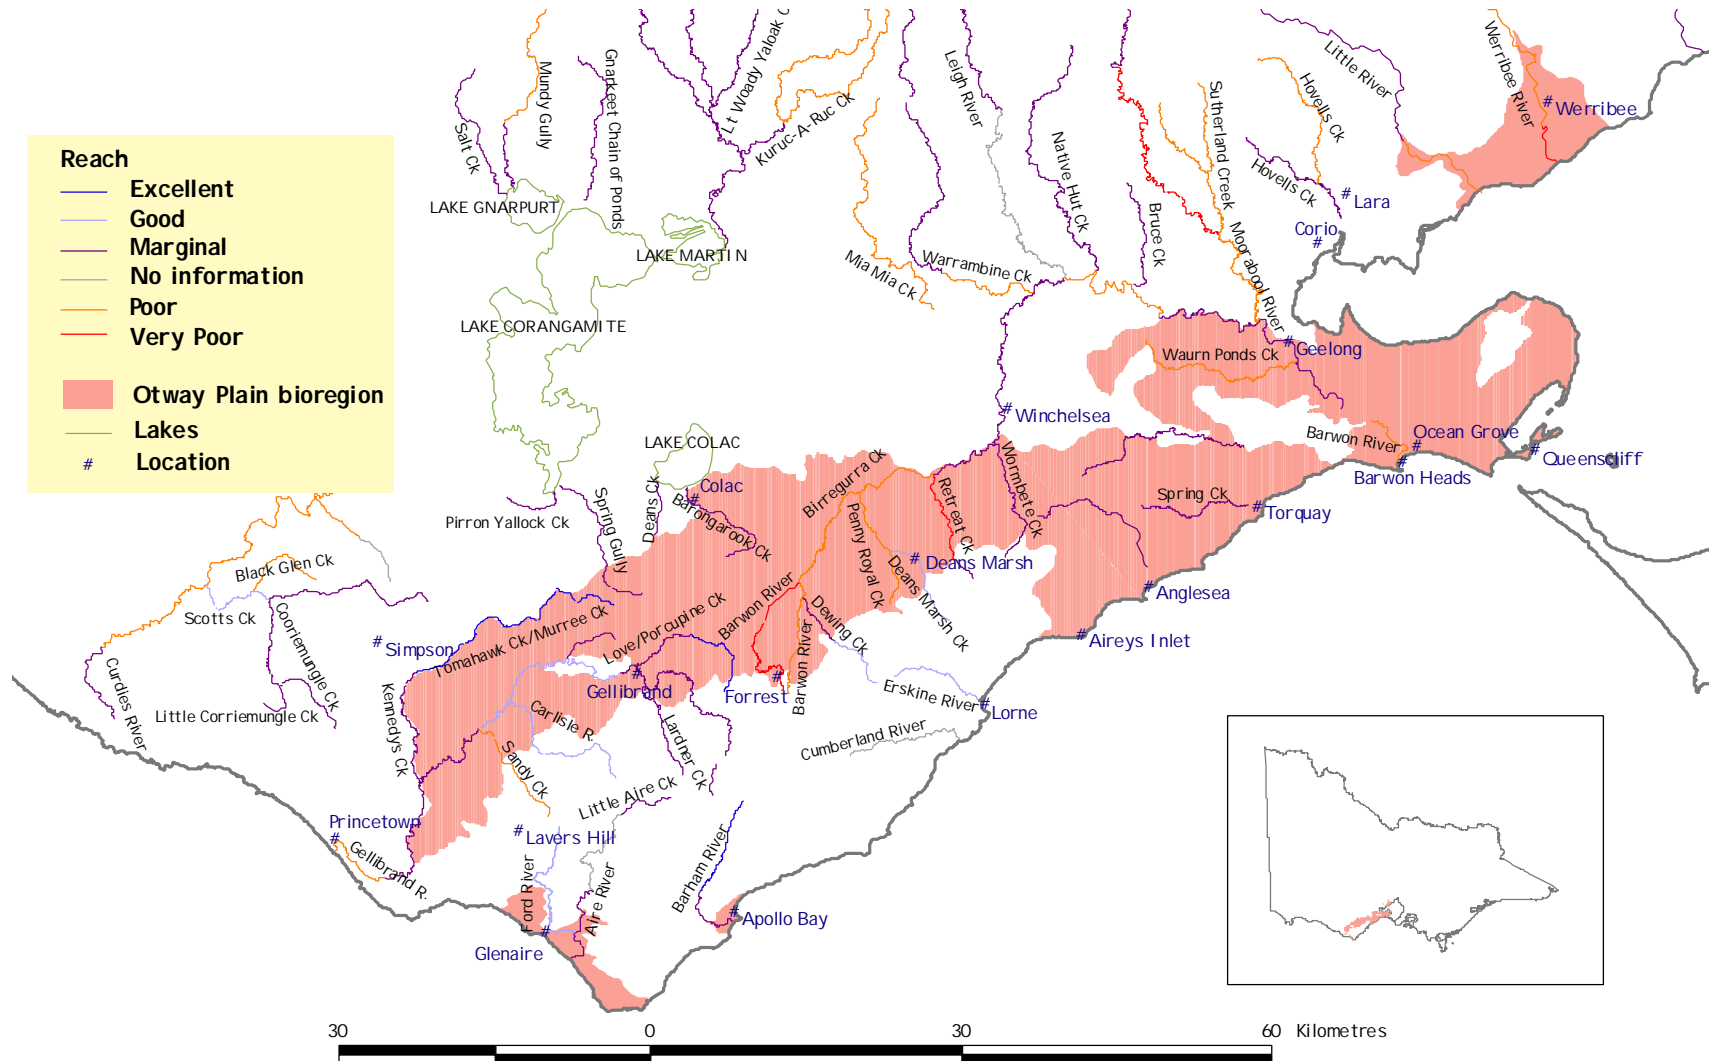 Reach
Excellent
Good
Marginal
No information
Poor
Very Poor
Otway Plain bioregion
Lakes
# Location
Salt Ck
Mundy Gully
Gnarkeet Chain of Ponds
Lt Woady Yaloak
Kuruc-A-Ruc Ck
Leigh River
Native Hut Ck
Sutherland Creek
Hovells Ck
Little River
Werribee River
# Werribee
Hovells Ck
# Lara
Corio
#
LAKE GNARPURT
LAKE MARTIN
Mia Mia Ck
Warrambine Ck
Bruce Ck
Moorabool River
LAKE CORANGAMITE
Waurn Ponds Ck
# Geelong
# Winchelsea
LAKE COLAC
Barwon River
Ocean Grove
#
# Queenscliff
#
Barwon Heads
# Colac
Deans Ck
Barongarook Ck
Birregurra Ck
Retreat Ck
Wormbete Ck
Spring Ck
# Torquay
Pirron Yallock Ck
Spring Gully
Penny Royal Ck
# Deans Marsh
Deans Marsh Ck
# Anglesea
# Aireys Inlet
Black Glen Ck
Scotts Ck
Cooriemungle Ck
# Simpson
Tomahawk Ck/Murree Ck
Love/Porcupine Ck
Barwon River
Dewing Ck
Barwon River
Curdies River
Little Corriemungle Ck
Kennedy's Ck
#
Gellibrand
#
Forrest
Erskine River
# Lorne
Carlisle R.
Lardner Ck
Cumberland River
Sandy Ck
Little Aire Ck
Princetown
#
Gellibrand R.
# Lavers Hill
Ford River
Aire River
Barham River
# Apollo Bay
#
Glenaire
30 0 30 60 Kilometres